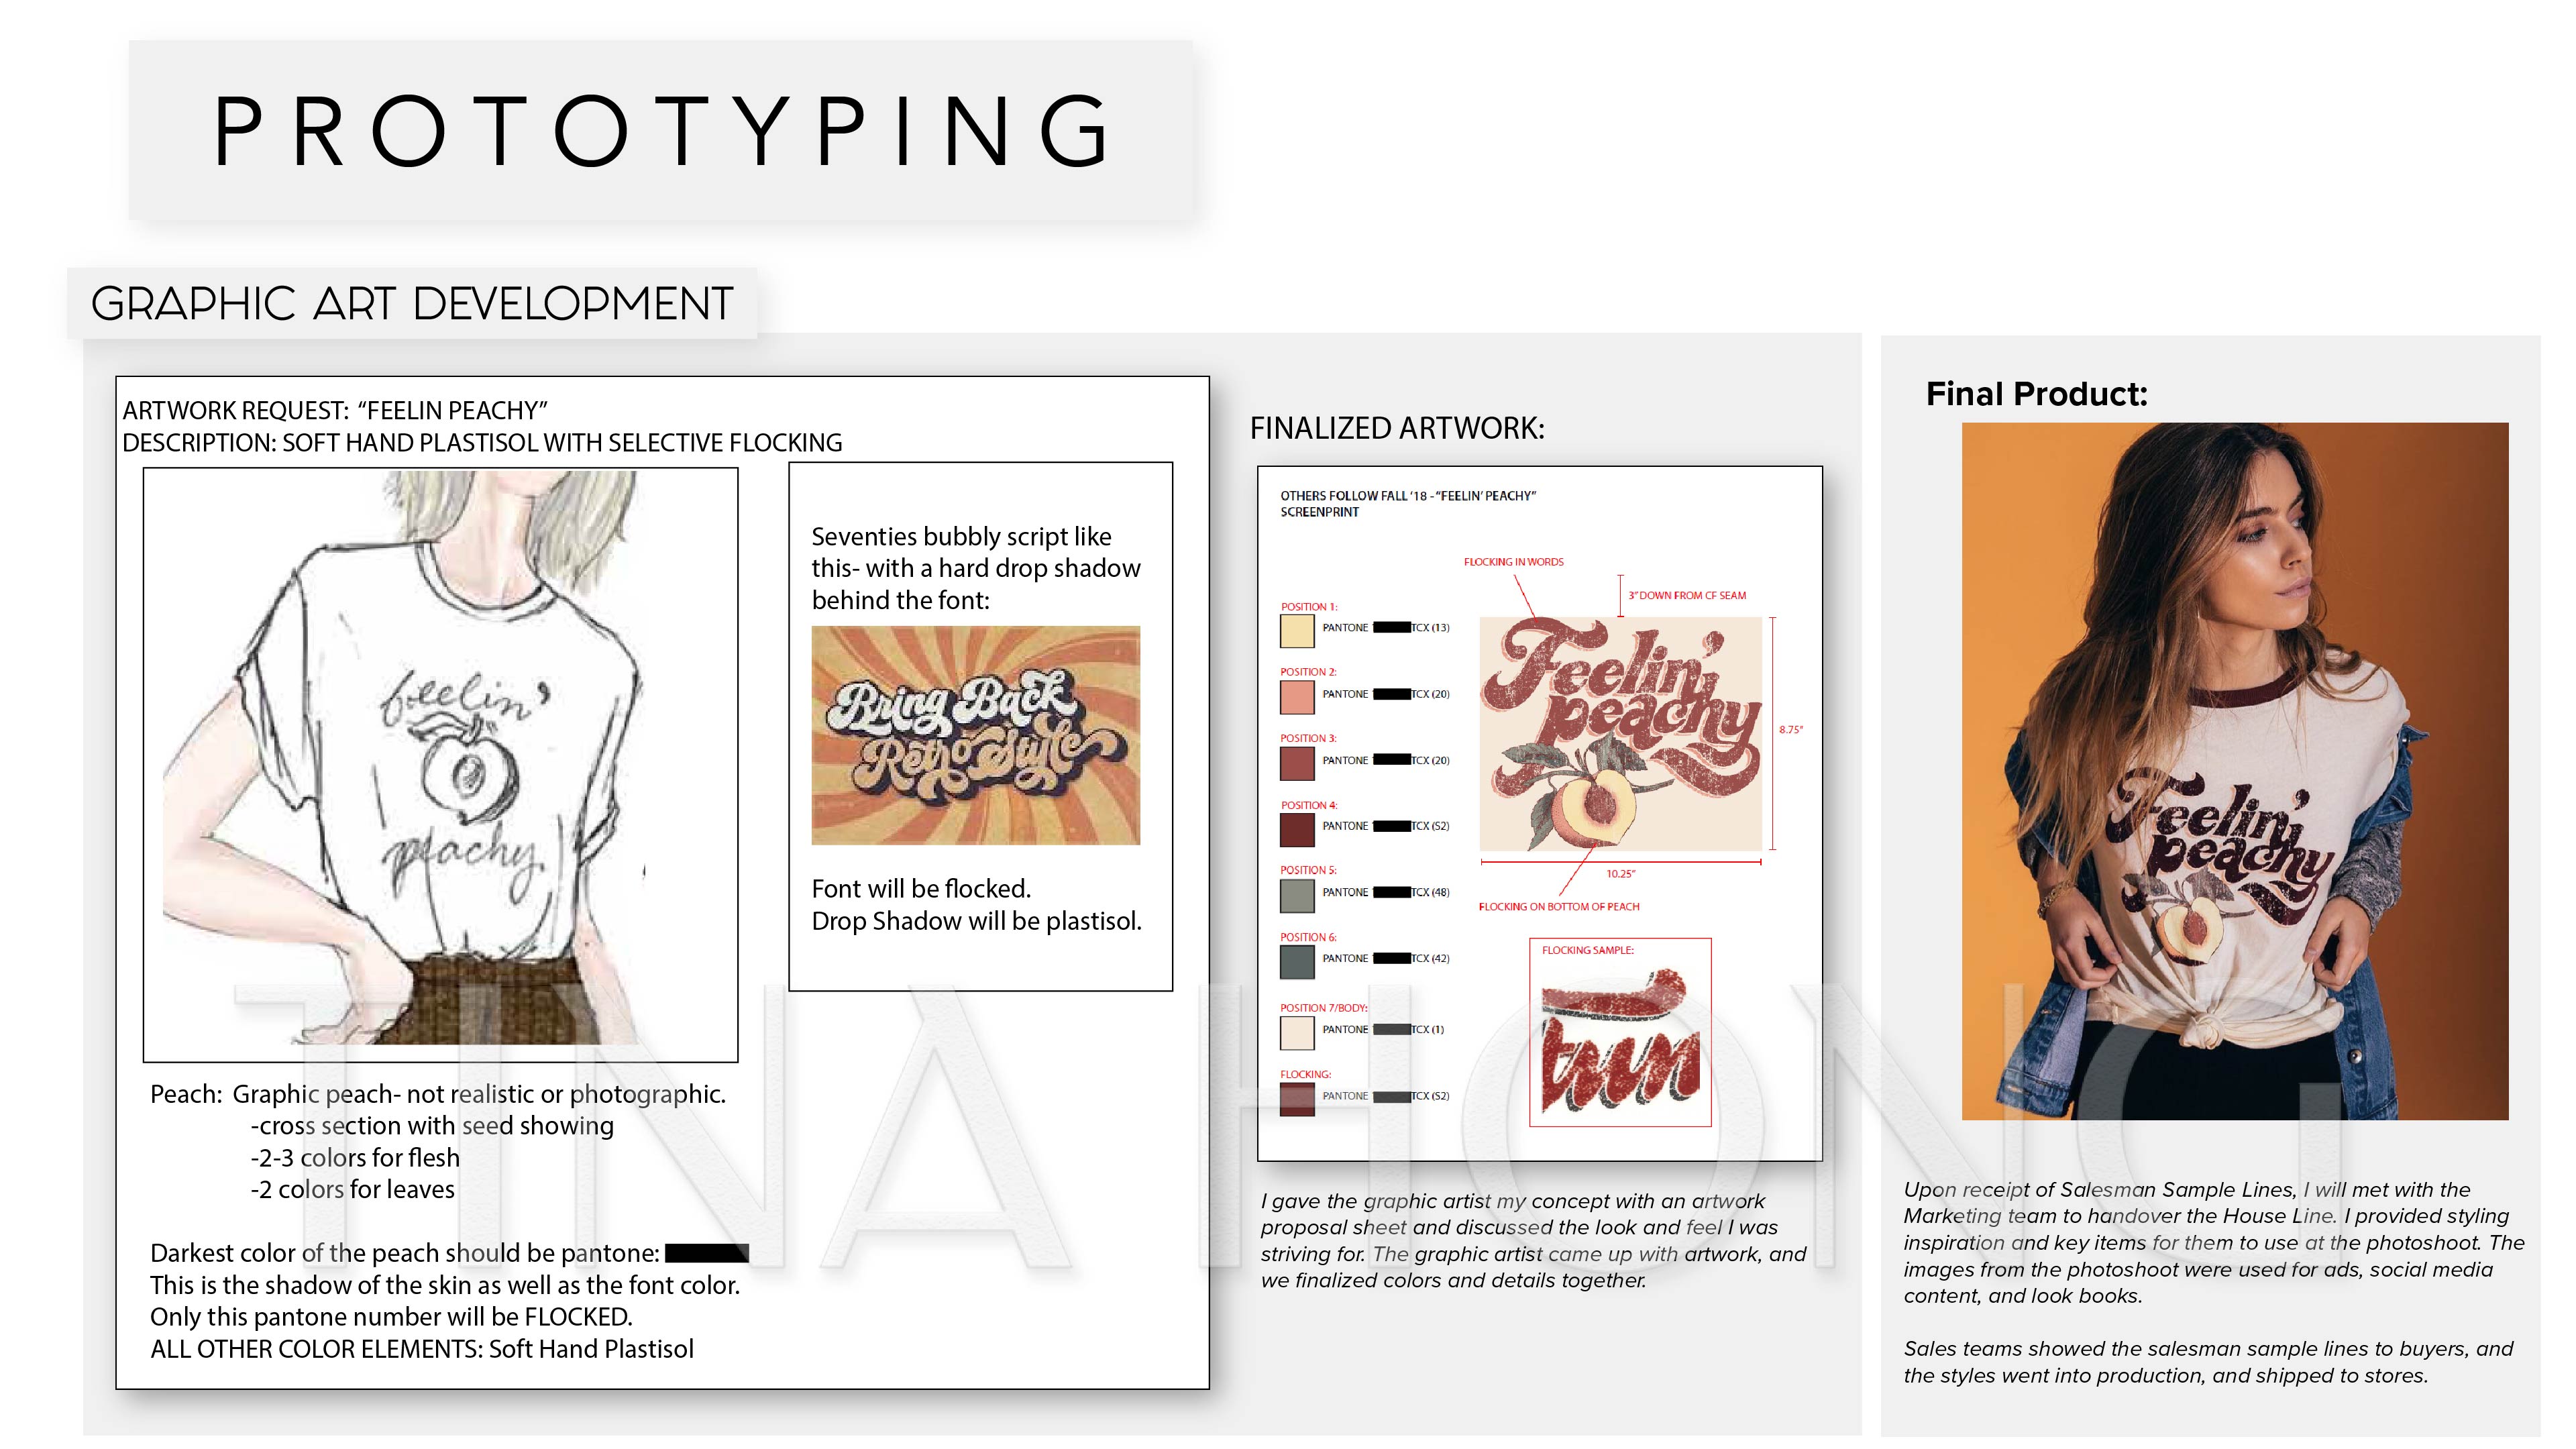 PROTOTYPING
GRAPHIC ART DEVELOPMENT
ARTWORK REQUEST: “FEELIN PEACHY”
DESCRIPTION: SOFT HAND PLASTISOL WITH SELECTIVE FLOCKING
feelin’
peachy
Seventies bubbly script like
this- with a hard drop shadow
behind the font:
Bring Back
Retro Style
Font will be flocked.
Drop Shadow will be plastisol.
Peach: Graphic peach- not realistic or photographic.
-cross section with seed showing
-2-3 colors for flesh
-2 colors for leaves
Darkest color of the peach should be pantone:
This is the shadow of the skin as well as the font color.
Only this pantone number will be FLOCKED.
ALL OTHER COLOR ELEMENTS: Soft Hand Plastisol
FINALIZED ARTWORK:
OTHERS FOLLOW FALL ‘18 - “FEELIN’ PEACHY”
SCREENPRINT
FLOCKING IN WORDS
3” DOWN FROM CF SEAM
POSITION 1:
PANTONE TCX (13)
POSITION 2:
PANTONE TCX (20)
POSITION 3:
PANTONE TCX (20)
POSITION 4:
PANTONE TCX (S2)
POSITION 5:
PANTONE TCX (48)
POSITION 6:
PANTONE TCX (42)
POSITION 7/BODY:
PANTONE TCX (1)
FLOCKING:
PANTONE TCX (S2)
Feelin’
peachy
8.75”
10.25”
FLOCKING ON BOTTOM OF PEACH
FLOCKING SAMPLE:
I gave the graphic artist my concept with an artwork
proposal sheet and discussed the look and feel I was
striving for. The graphic artist came up with artwork, and
we finalized colors and details together.
Final Product:
Feelin’
peachy
Upon receipt of Salesman Sample Lines, I will met with the
Marketing team to handover the House Line. I provided styling
inspiration and key items for them to use at the photoshoot. The
images from the photoshoot were used for ads, social media
content, and look books.
Sales teams showed the salesman sample lines to buyers, and
the styles went into production, and shipped to stores.
TINA HONG